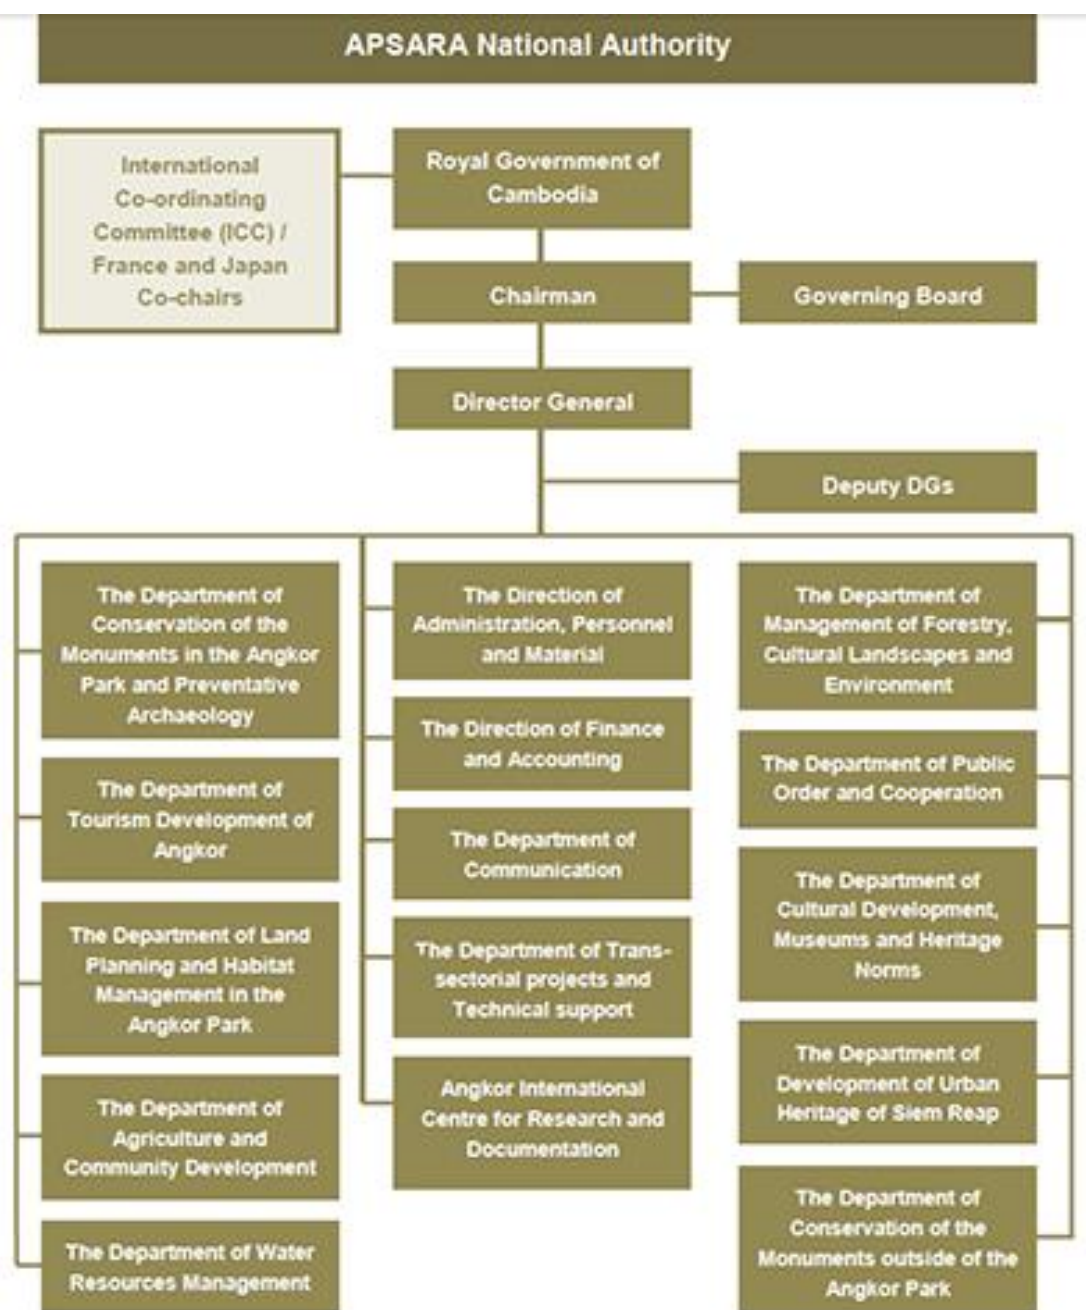 APSARA National Authority
International
Co-ordinating
Committee (ICC) /
France and Japan
Co-chairs
Royal Government of
Cambodia
Chairman
Governing Board
Director General
Deputy DGs
The Department of
Conservation of the
Monuments in the Angkor
Park and Preventative
Archaeology
The Department of
Tourism Development of
Angkor
The Department of Land
Planning and Habitat
Management in the
Angkor Park
The Department of
Agriculture and
Community Development
The Department of Water
Resources Management
The Direction of
Administration, Personnel
and Material
The Direction of Finance
and Accounting
The Department of
Communication
The Department of Trans-
sectorial projects and
Technical support
Angkor International
Centre for Research and
Documentation
The Department of
Management of Forestry,
Cultural Landscapes and
Environment
The Department of Public
Order and Cooperation
The Department of
Cultural Development,
Museums and Heritage
Norms
The Department of
Development of Urban
Heritage of Siem Reap
The Department of
Conservation of the
Monuments outside of the
Angkor Park